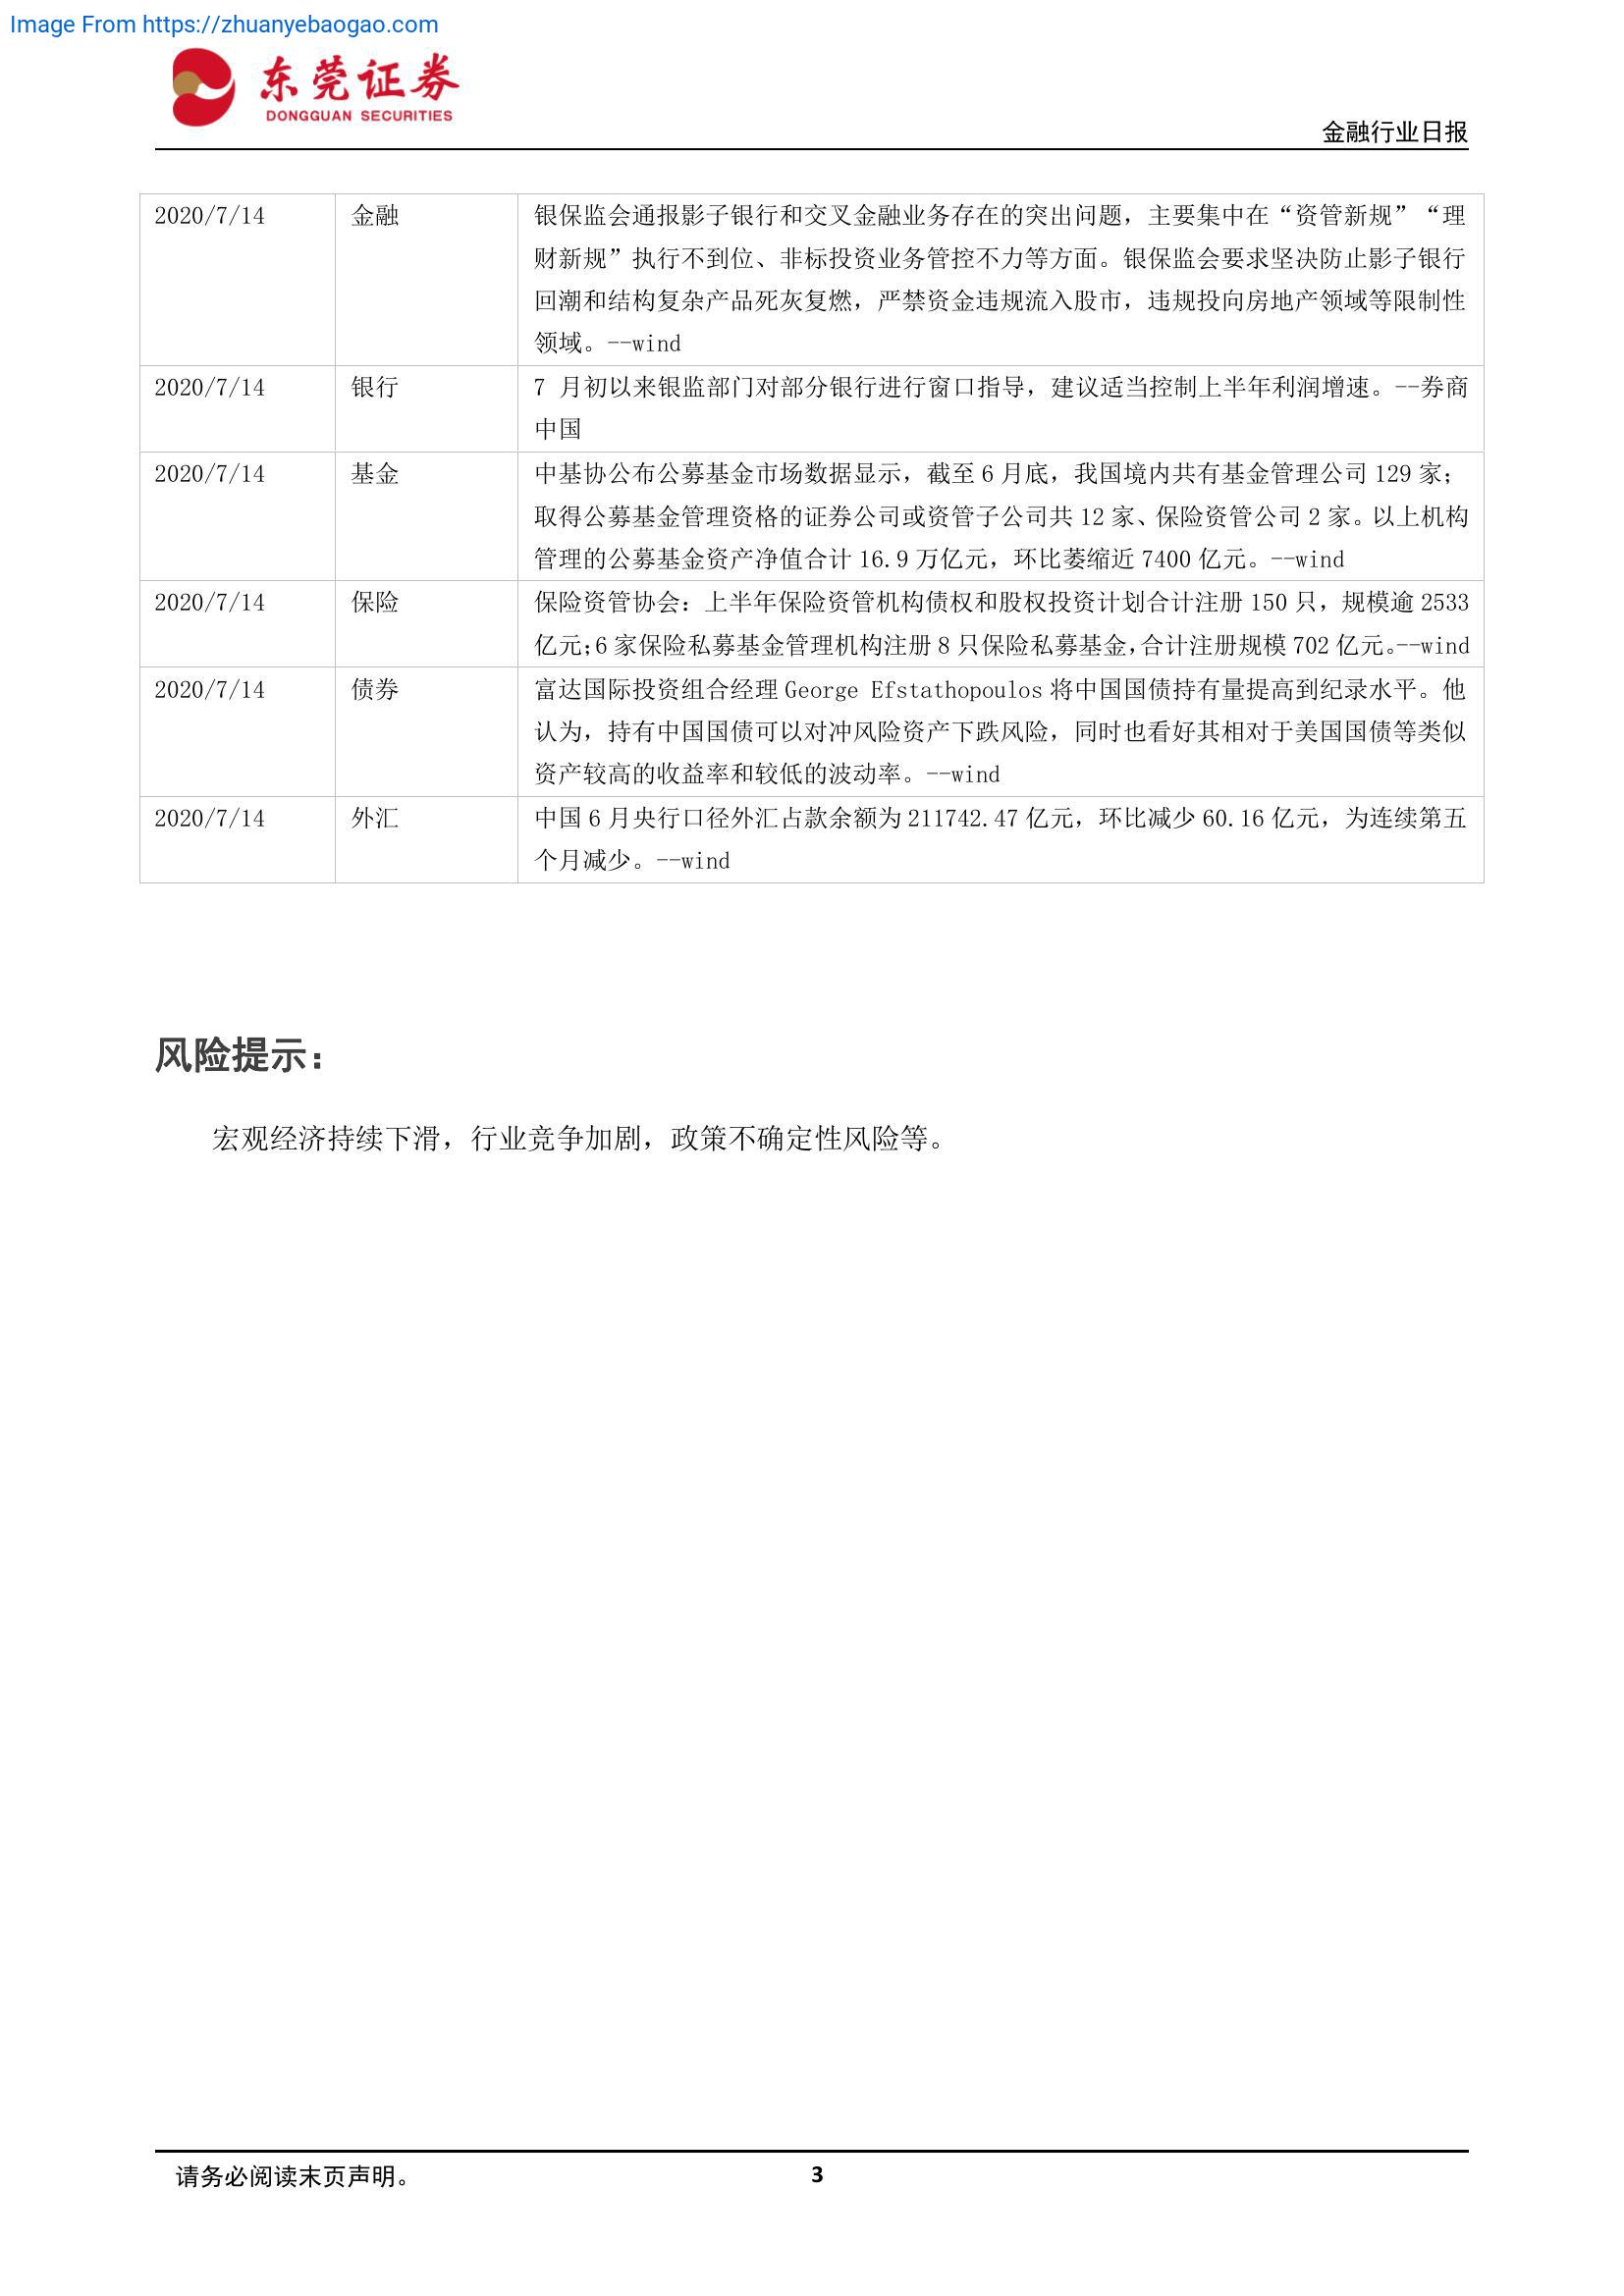 Image From https://zhuanyebaogao.com
东莞证券
DONGGUAN SECURITIES
金融行业日报
2020/7/14 金融 银保监会通报影子银行和交叉金融业务存在的突出问题，主要集中在“资管新规”“理
财新规”执行不到位、非标投资业务管控不力等方面。银保监会要求坚决防止影子银行
回潮和结构复杂产品死灰复燃，严禁资金违规流入股市，违规投向房地产领域等限制性
领域。--wind
2020/7/14 银行 7 月初以来银监部门对部分银行进行窗口指导，建议适当控制上半年利润增速。--券商
中国
2020/7/14 基金 中基协公布公募基金市场数据显示，截至 6 月底，我国境内共有基金管理公司 129 家；
取得公募基金管理资格的证券公司或资管子公司共 12 家、保险资管公司 2 家。以上机构
管理的公募基金资产净值合计 16.9 万亿元，环比萎缩近 7400 亿元。--wind
2020/7/14 保险 保险资管协会：上半年保险资管机构债权和股权投资计划合计注册 150 只，规模逾 2533
亿元；6 家保险私募基金管理机构注册 8 只保险私募基金，合计注册规模 702 亿元。--wind
2020/7/14 债券 富达国际投资组合经理 George Efstathopoulos 将中国国债持有量提高到纪录水平。他
认为，持有中国国债可以对冲风险资产下跌风险，同时也看好其相对于美国国债等类似
资产较高的收益率和较低的波动率。--wind
2020/7/14 外汇 中国 6 月央行口径外汇占款余额为 211742.47 亿元，环比减少 60.16 亿元，为连续第五
个月减少。--wind
风险提示：
宏观经济持续下滑，行业竞争加剧，政策不确定性风险等。
请务必阅读末页声明。 3